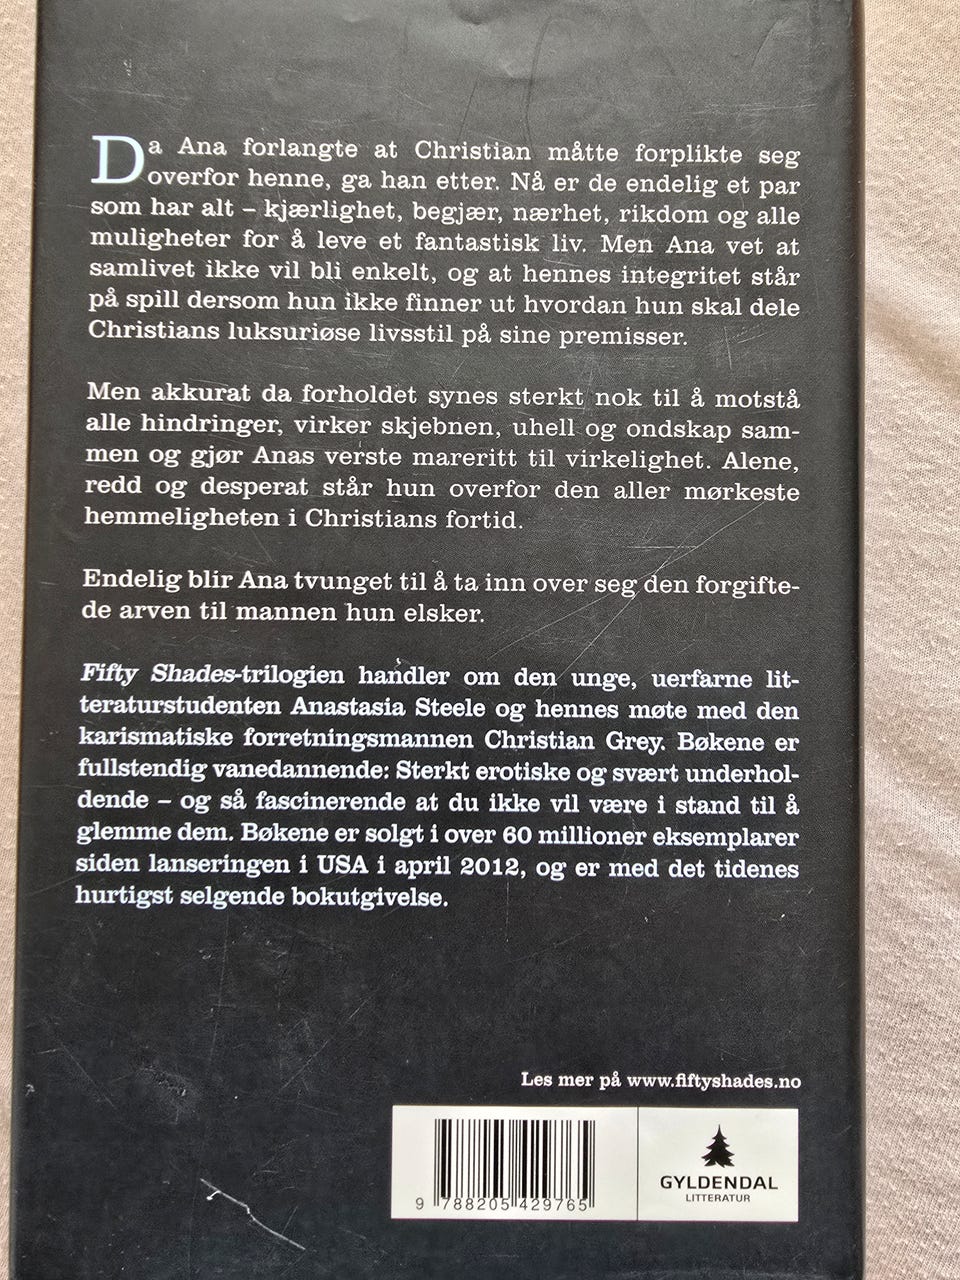 Da Ana forlangte at Christian måtte forplikte seg
overfor henne, ga han etter. Nå er de endelig et par
som har alt – kjærlighet, begjær, nærhet, rikdom og alle
muligheter for å leve et fantastisk liv. Men Ana vet at
samlivet ikke vil bli enkelt, og at hennes integritet står
på spill dersom hun ikke finner ut hvordan hun skal dele
Christians luksuriøse livsstil på sine premisser.
Men akkurat da forholdet synes sterkt nok til å motstå
alle hindringer, virker skjebnen, uhell og ondskap sam-
men og gjør Anas verste mareritt til virkelighet. Alene,
redd og desperat står hun overfor den aller mørkeste
hemmeligheten i Christians fortid.
Endelig blir Ana tvunget til å ta inn over seg den forgifte-
de arven til mannen hun elsker.
Fifty Shades-trilogien handler om den unge, uerfarne lit-
teraturstudenten Anastasia Steele og hennes møte med den
karismatiske forretningsmannen Christian Grey. Bøkene er
fullstendig vanedannende: Sterkt erotiske og svært underhol-
dende – og så fascinerende at du ikke vil være i stand til å
glemme dem. Bøkene er solgt i over 60 millioner eksemplarer
siden lanseringen i USA i april 2012, og er med det tidenes
hurtigst selgende bokutgivelse.
Les mer på www.fiftyshades.no
9 788205 429765
GYLDENDAL
LITTERATUR